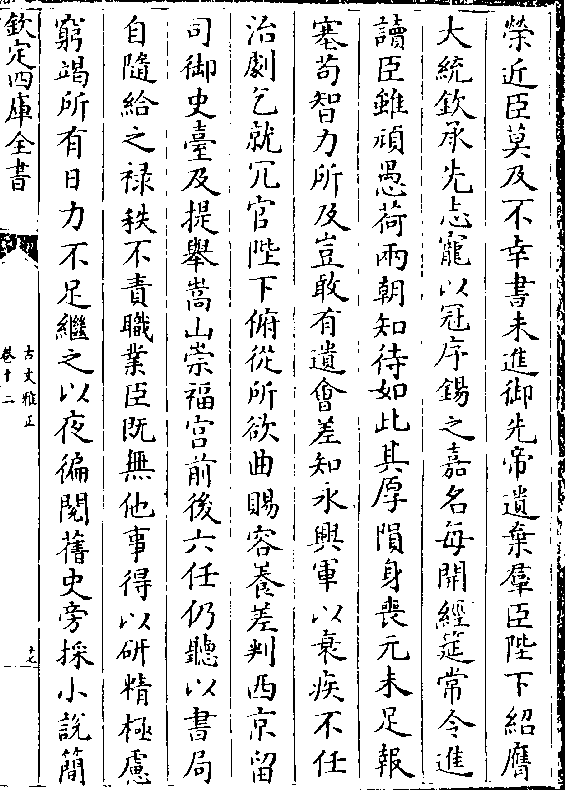 榮近臣莫及不幸書未進御先帝遺棄羣臣陛下紹膺
大統欽承先志寵以冠序錫之嘉名每開經筵常令進
讀臣雖頑愚荷兩朝知待如此其厚隕身喪元未足報
塞苟智力所及豈敢有遺會差知永興軍以衰疾不任
治劇乞就冗官陛下俯從所欲曲賜容養差判西京留
司御史臺及提舉嵩山崇福宫前後六任仍聽以書局
自隨給之禄秩不責職業臣既無他事得以研精極慮
窮竭所有日力不足繼之以夜徧閱舊史旁採小說簡
欽定四庫全書
古文雅正
卷十二
十七